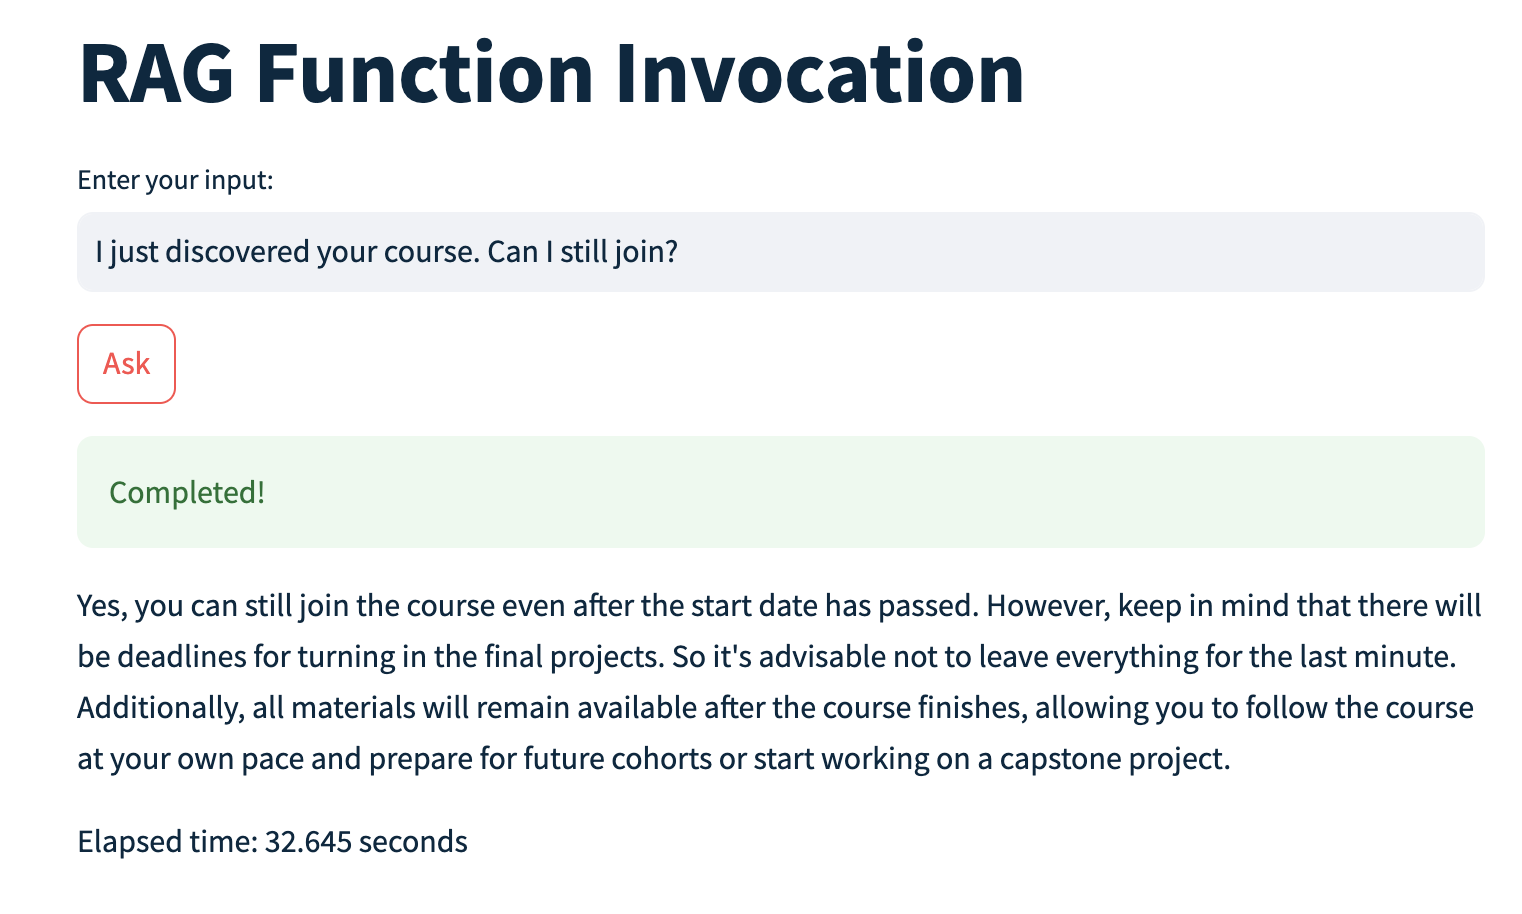 RAG Function Invocation
Enter your input:
I just discovered your course. Can I still join?
Ask
Completed!
Yes, you can still join the course even after the start date has passed. However, keep in mind that there will
be deadlines for turning in the final projects. So it's advisable not to leave everything for the last minute.
Additionally, all materials will remain available after the course finishes, allowing you to follow the course
at your own pace and prepare for future cohorts or start working on a capstone project.
Elapsed time: 32.645 seconds